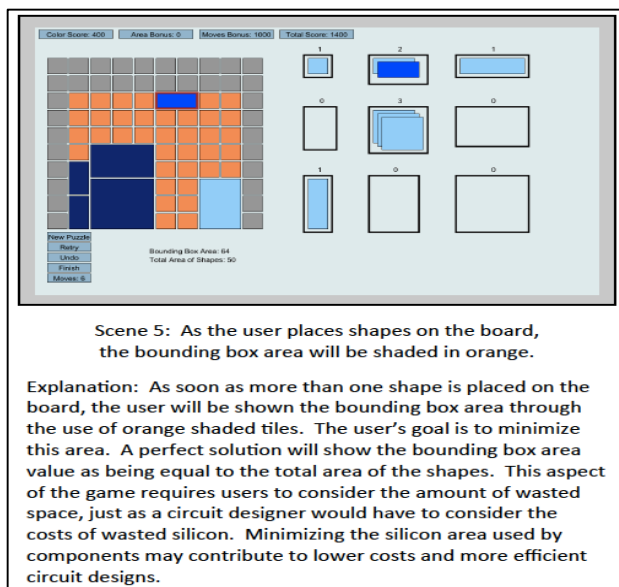 Color Score: 400 Area Bonus: 0 Moves Bonus: 1000 Total Score: 1400
1 2 1
0 3 0
1 0 0
New Puzzle
Retry
Undo
Finish
Moves: 6
Bounding Box Area: 64
Total Area of Shapes: 50
Scene 5: As the user places shapes on the board,
the bounding box area will be shaded in orange.
Explanation: As soon as more than one shape is placed on the
board, the user will be shown the bounding box area through
the use of orange shaded tiles. The user's goal is to minimize
this area. A perfect solution will show the bounding box area
value as being equal to the total area of the shapes. This aspect
of the game requires users to consider the amount of wasted
space, just as a circuit designer would have to consider the
costs of wasted silicon. Minimizing the silicon area used by
components may contribute to lower costs and more efficient
circuit designs.